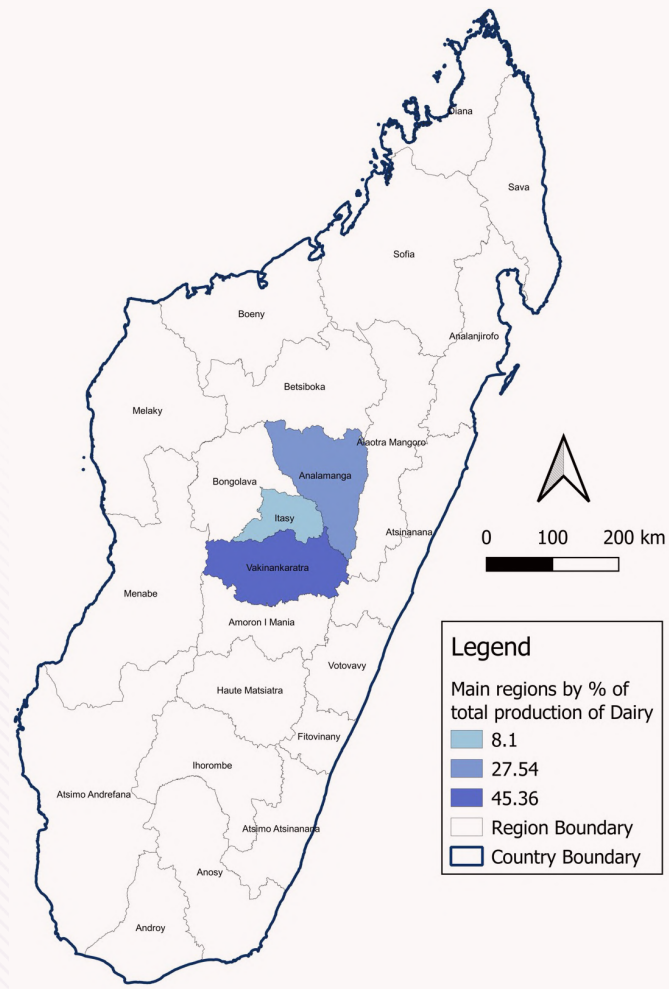 Diana
Sava
Sofia
Boeny
Analanjirofo
Betsiboka
Melaky
Alaotra Mangoro
Analamanga
Bongolava
Itasy
Atsinanana
0 100 200 km
Vakinankaratra
Menabe
Amoron I Mania
Votovavy
Haute Matsiatra
Fitovinany
Ihorombe
Atsimo Andrefana
Atsimo Atsinanana
Anosy
Androy
Legend
Main regions by % of
total production of Dairy
8.1
27.54
45.36
Region Boundary
Country Boundary